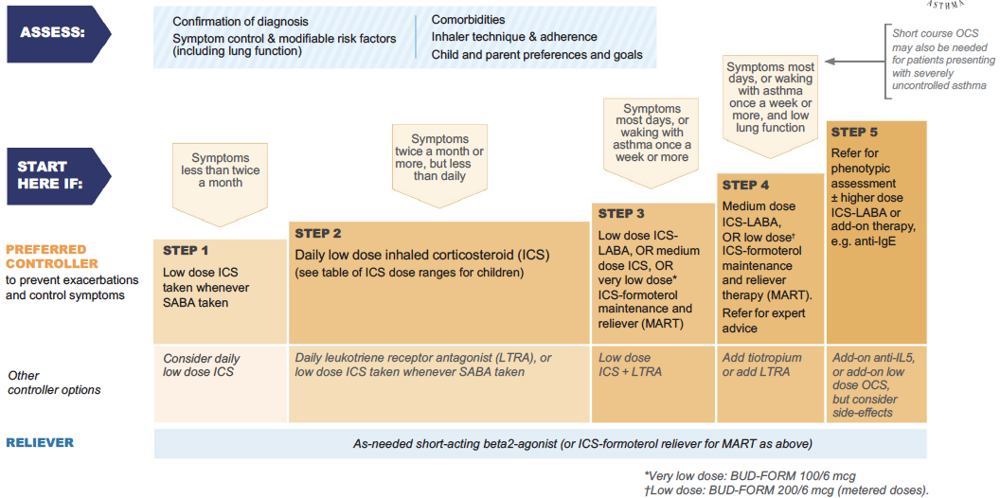 ASTHMA
ASSESS:
Confirmation of diagnosis
Symptom control & modifiable risk factors
(including lung function)
Comorbidities
Inhaler technique & adherence
Child and parent preferences and goals
Short course OCS
may also be needed
for patients presenting
with severely
uncontrolled asthma
START
HERE IF:
Symptoms
less than twice
a month
Symptoms
twice a month or
more, but less
than daily
Symptoms
most days, or
waking with
asthma once a
week or more
Symptoms most
days, or waking
with asthma
once a week or
more, and low
lung function
PREFERRED
CONTROLLER
to prevent exacerbations
and control symptoms
STEP 1
Low dose ICS
taken whenever
SABA taken
STEP 2
Daily low dose inhaled corticosteroid (ICS)
(see table of ICS dose ranges for children)
STEP 3
Low dose ICS-
LABA, OR medium
dose ICS, OR
very low dose*
ICS-formoterol
maintenance and
reliever (MART)
STEP 4
Medium dose
ICS-LABA,
OR low dose†
ICS-formoterol
maintenance
and reliever
therapy (MART).
Refer for expert
advice
STEP 5
Refer for
phenotypic
assessment
± higher dose
ICS-LABA or
add-on therapy,
e.g. anti-IgE
Other
controller options
Consider daily
low dose ICS
Daily leukotriene receptor antagonist (LTRA), or
low dose ICS taken whenever SABA taken
Low dose
ICS + LTRA
Add tiotropium
or add LTRA
Add-on anti-IL5,
or add-on low
dose OCS,
but consider
side-effects
RELIEVER
As-needed short-acting beta2-agonist (or ICS-formoterol reliever for MART as above)
*Very low dose: BUD-FORM 100/6 mcg
†Low dose: BUD-FORM 200/6 mcg (metered doses).